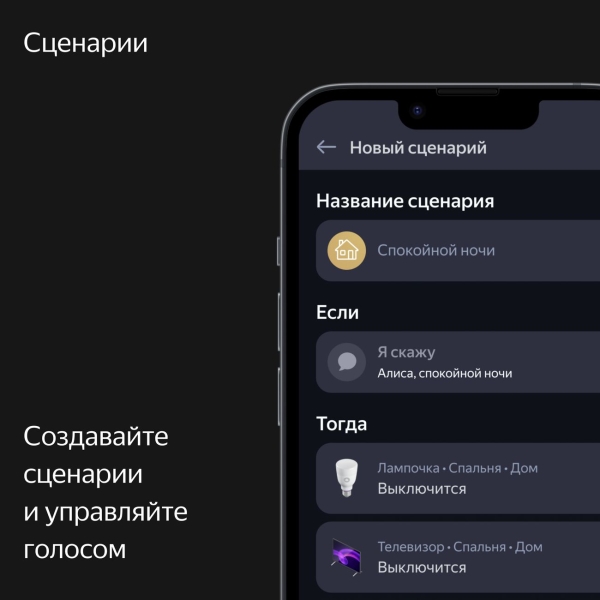 Сценарии
Новый сценарий
Название сценария
Спокойной ночи
Если
Я скажу
Алиса, спокойной ночи
Тогда
Лампочка • Спальня • Дом
Выключится
Телевизор • Спальня • Дом
Выключится
Создавайте
сценарии
и управляйте
голосом